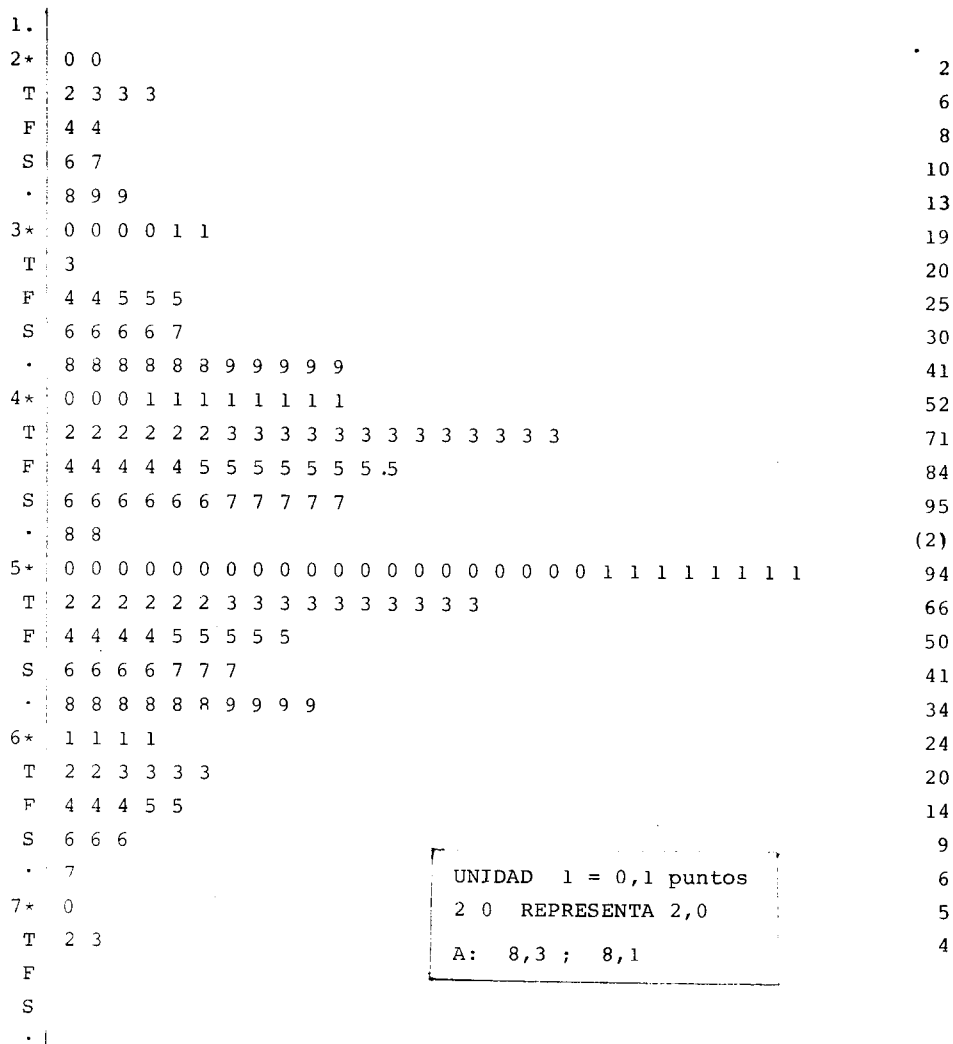 1.
2* 0 0 2
T 2 3 3 3 6
F 4 4 8
S 6 7 10
· 8 9 9 13
3* 0 0 0 0 1 1 19
T 3 20
F 4 4 5 5 5 25
S 6 6 6 6 7 30
· 8 8 8 8 8 8 9 9 9 9 9 41
4* 0 0 0 1 1 1 1 1 1 1 1 52
T 2 2 2 2 2 2 3 3 3 3 3 3 3 3 3 3 3 3 3 71
F 4 4 4 4 4 5 5 5 5 5 5 5 .5 84
S 6 6 6 6 6 6 7 7 7 7 7 95
· 8 8 (2)
5* 0 0 0 0 0 0 0 0 0 0 0 0 0 0 0 0 0 0 0 0 1 1 1 1 1 1 1 1 94
T 2 2 2 2 2 2 3 3 3 3 3 3 3 3 3 3 66
F 4 4 4 4 5 5 5 5 5 50
S 6 6 6 6 7 7 7 41
· 8 8 8 8 8 8 9 9 9 9 34
6* 1 1 1 1 24
T 2 2 3 3 3 3 20
F 4 4 4 5 5 14
S 6 6 6 9
· 7 6
7* 0 5
T 2 3 4
F
S
·
UNIDAD 1 = 0,1 puntos
2 0 REPRESENTA 2,0
A: 8,3 ; 8,1